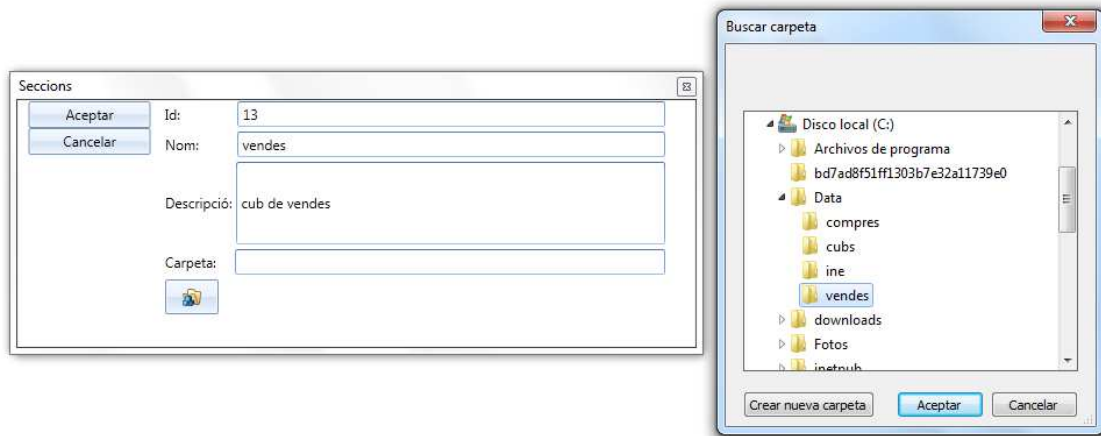 Seccions
Aceptar
Cancelar
Id:
13
Nom:
vendes
Descripció:
cub de vendes
Carpeta:
Buscar carpeta
Disco local (C:)
Archivos de programa
bd7ad8f51ff1303b7e32a11739e0
Data
compres
cubs
ine
vendes
downloads
Fotos
inetpub
Crear nueva carpeta
Aceptar
Cancelar